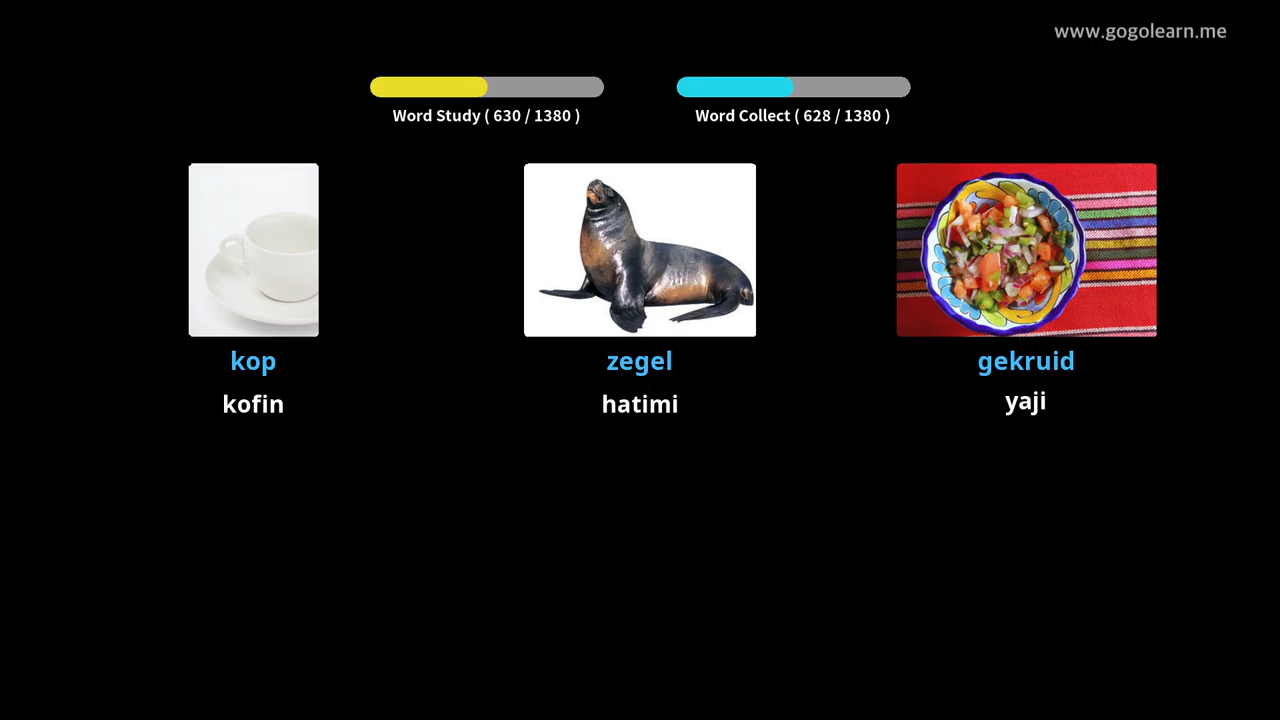 www.gogolearn.me
Word Study ( 630 / 1380 )
Word Collect ( 628 / 1380 )
kop
zegel
gekruid
kofin
hatimi
yaji